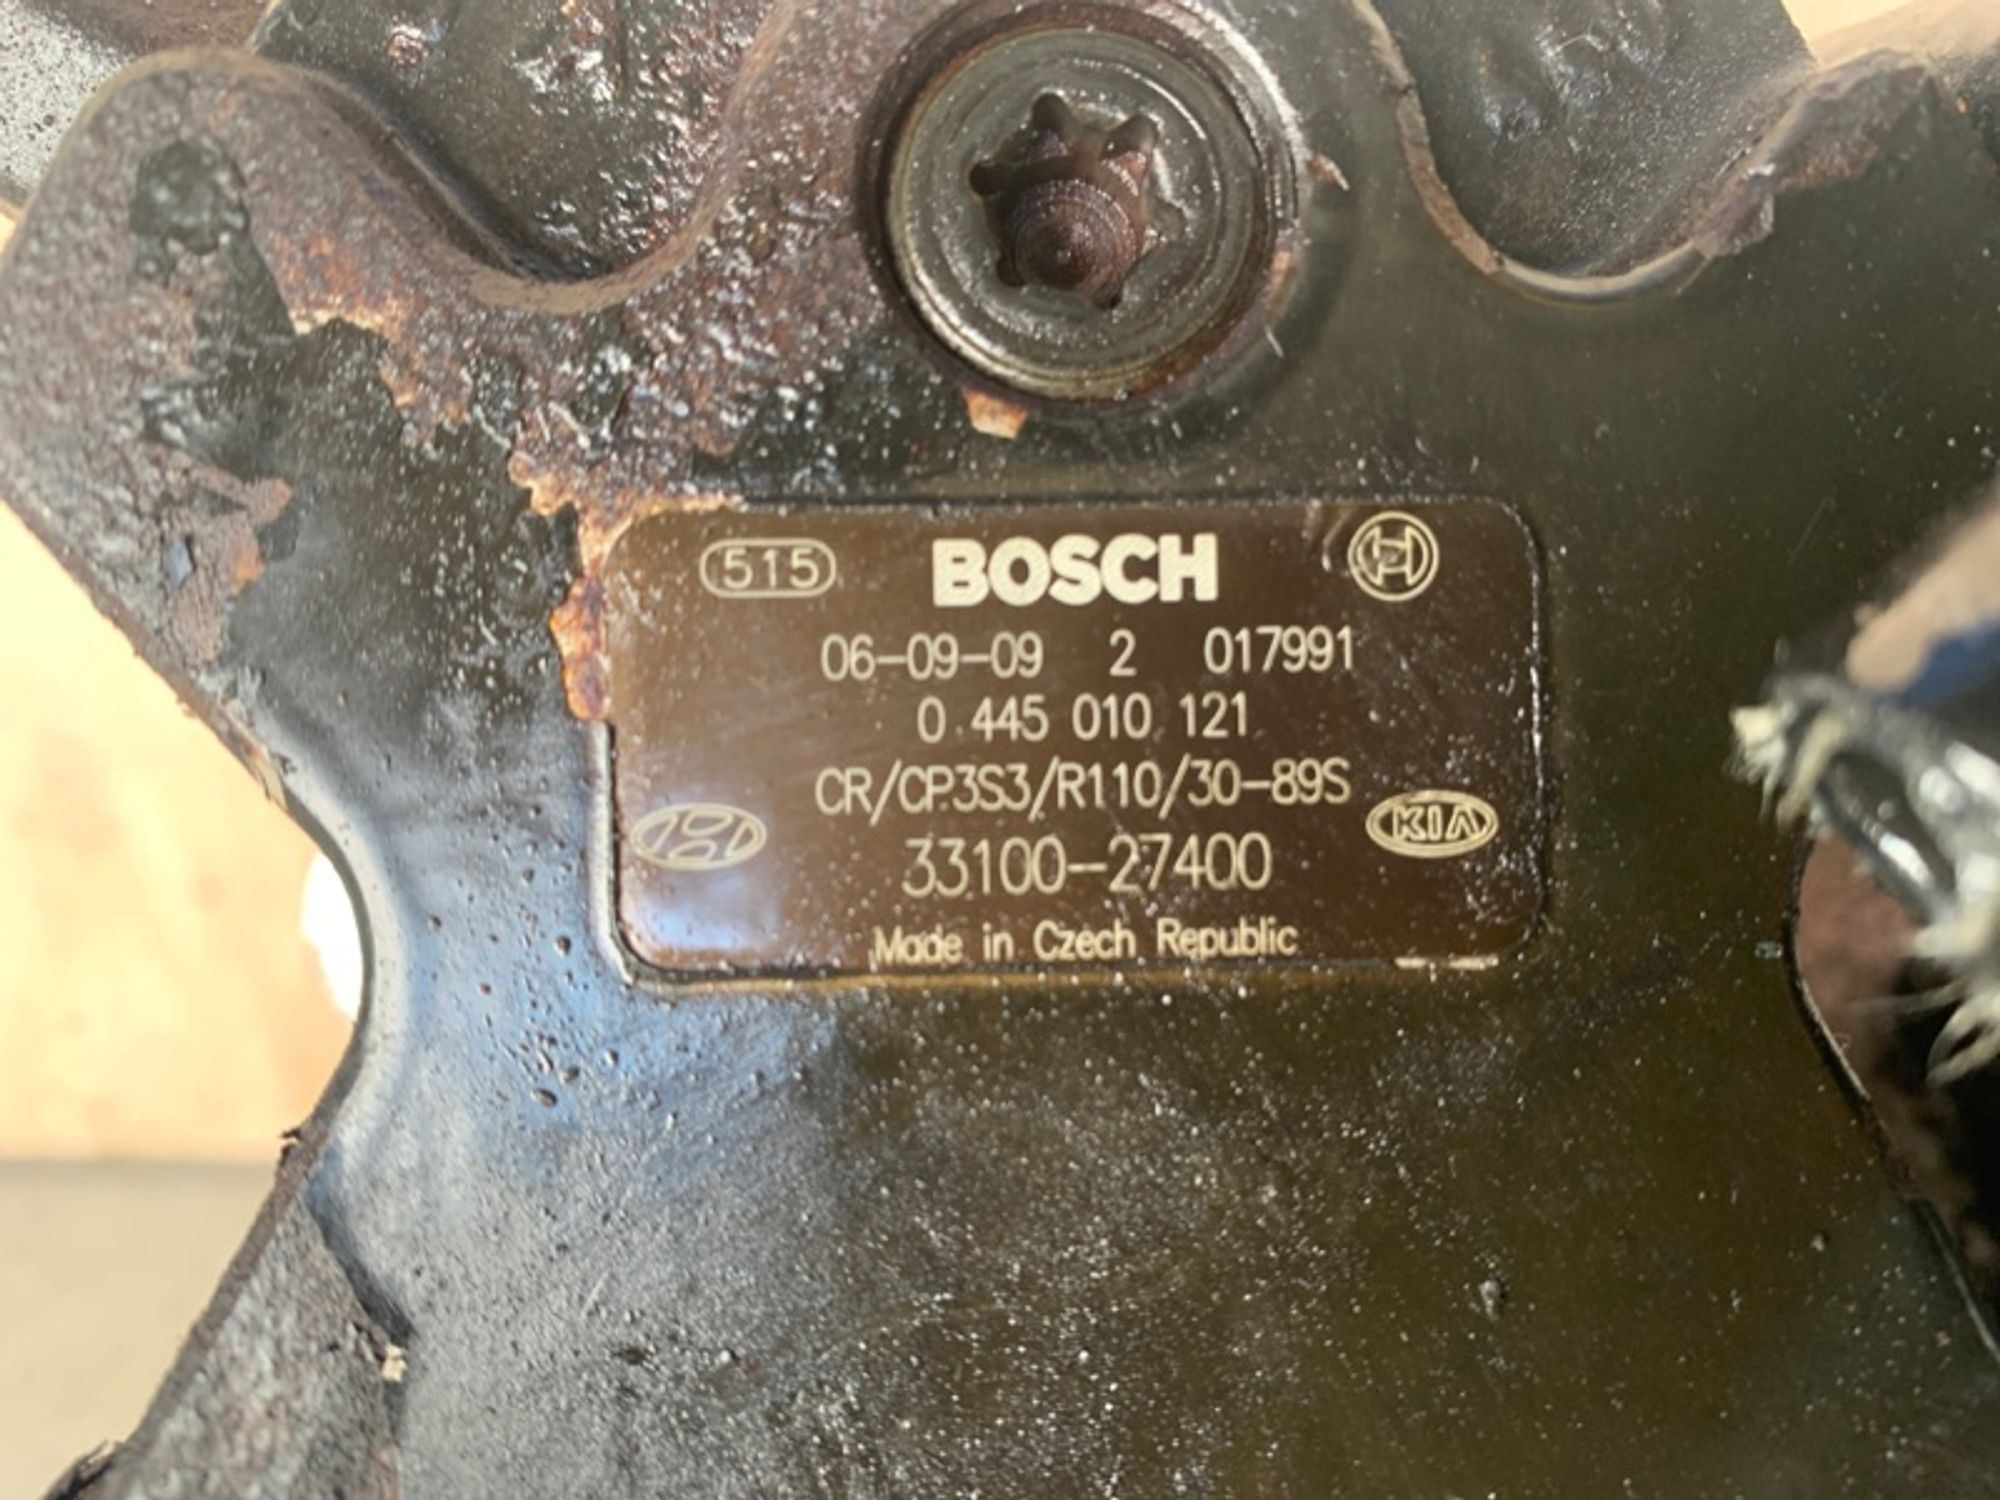 515 BOSCH
06-09-09 2 017991
0 445 010 121
CR/CP3S3/R110/30-89S
KIA
33100-27400
Made in Czech Republic